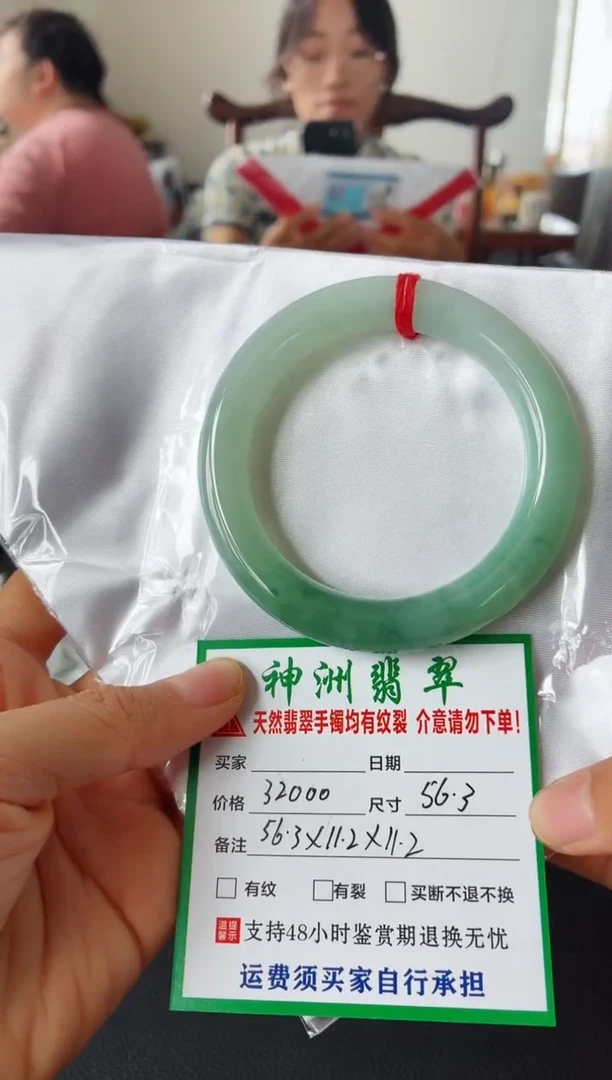 神洲翡翠
天然翡翠手镯均有纹裂 介意请勿下单!
买家 日期
价格 32000 尺寸 56.3
备注 56.3X11.2X11.2
有纹 有裂 买断不退不换
温提馨示 支持48小时鉴赏期退换无忧
运费须买家自行承担